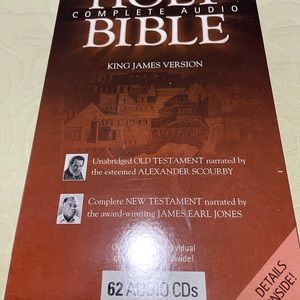 HOLY
COMPLETE AUDIO
BIBLE
KING JAMES VERSION
Unabridged OLD TESTAMENT narrated by
the esteemed ALEXANDER SCOURBY
Complete NEW TESTAMENT narrated by
the award-winning JAMES EARL JONES
62 AUDIO CDs
DETAILS
INSIDE!